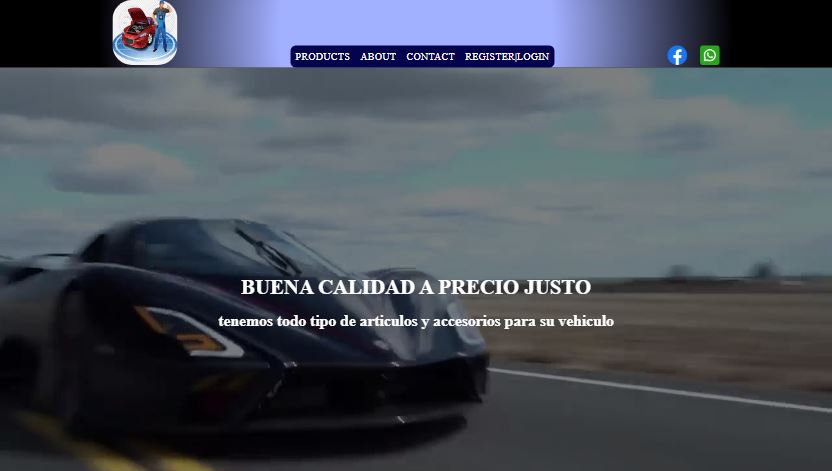 PRODUCTS ABOUT CONTACT REGISTER|LOGIN
BUENA CALIDAD A PRECIO JUSTO
tenemos todo tipo de articulos y accesorios para su vehiculo